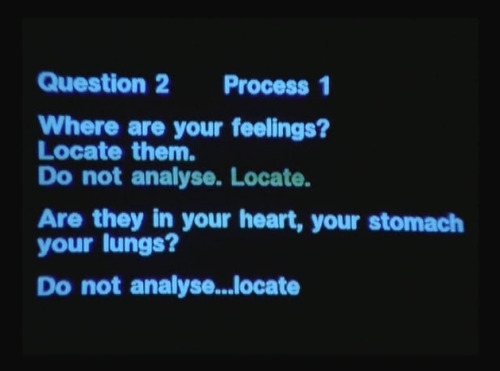 Question 2 Process 1
Where are your feelings?
Locate them.
Do not analyse. Locate.
Are they in your heart, your stomach
your lungs?
Do not analyse...locate